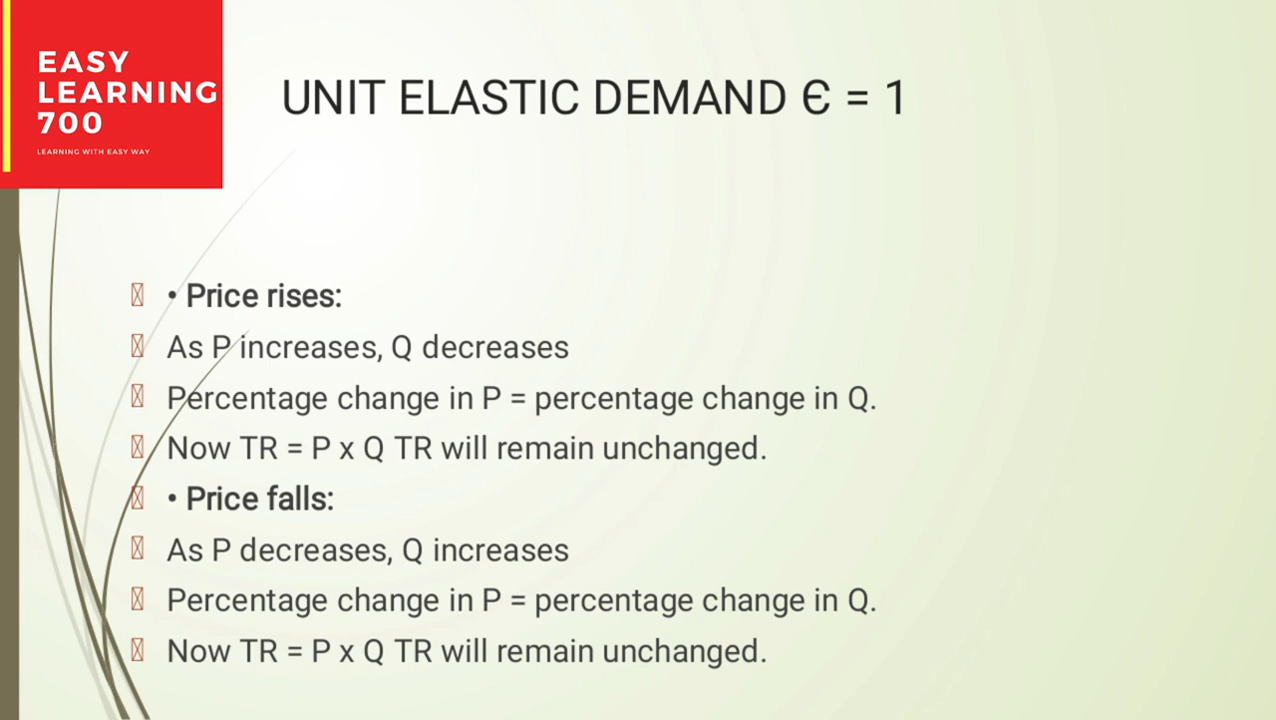 EASY
LEARNING
700
LEARNING WITH EASY WAY
UNIT ELASTIC DEMAND Є = 1
• Price rises:
As P increases, Q decreases
Percentage change in P = percentage change in Q.
Now TR = P x Q TR will remain unchanged.
• Price falls:
As P decreases, Q increases
Percentage change in P = percentage change in Q.
Now TR = P x Q TR will remain unchanged.